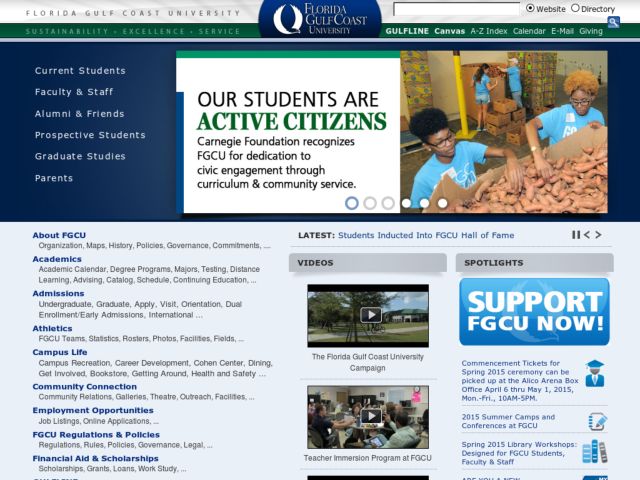 FLORIDA GULF COAST UNIVERSITY
SUSTAINABILITY • EXCELLENCE • SERVICE
FLORIDA
GULF COAST
UNIVERSITY
Website Directory
GULFLINE Canvas A-Z Index Calendar E-Mail Giving
Current Students
Faculty & Staff
Alumni & Friends
Prospective Students
Graduate Studies
Parents
OUR STUDENTS ARE
ACTIVE CITIZENS
Carnegie Foundation recognizes
FGCU for dedication to
civic engagement through
curriculum & community service.
About FGCU
Organization, Maps, History, Policies, Governance, Commitments, ....
Academics
Academic Calendar, Degree Programs, Majors, Testing, Distance
Learning, Advising, Catalog, Schedule, Continuing Education, ...
Admissions
Undergraduate, Graduate, Apply, Visit, Orientation, Dual
Enrollment/Early Admissions, International ...
Athletics
FGCU Teams, Statistics, Rosters, Photos, Facilities, Fields, ...
Campus Life
Campus Recreation, Career Development, Cohen Center, Dining,
Get Involved, Bookstore, Getting Around, Health and Safety ...
Community Connection
Community Relations, Galleries, Theatre, Outreach, Facilities, ...
Employment Opportunities
Job Listings, Online Applications, ...
FGCU Regulations & Policies
Regulations, Rules, Policies, Governance, Legal, ...
Financial Aid & Scholarships
Scholarships, Grants, Loans, Work Study, ...
LATEST: Students Inducted Into FGCU Hall of Fame
VIDEOS
The Florida Gulf Coast University
Campaign
Teacher Immersion Program at FGCU
SPOTLIGHTS
SUPPORT
FGCU NOW!
Commencement Tickets for
Spring 2015 ceremony can be
picked up at the Alico Arena Box
Office April 6 thru May 1, 2015,
Mon.-Fri., 10AM-5PM.
2015 Summer Camps and
Conferences at FGCU
Spring 2015 Library Workshops:
Designed for FGCU Students,
Faculty & Staff